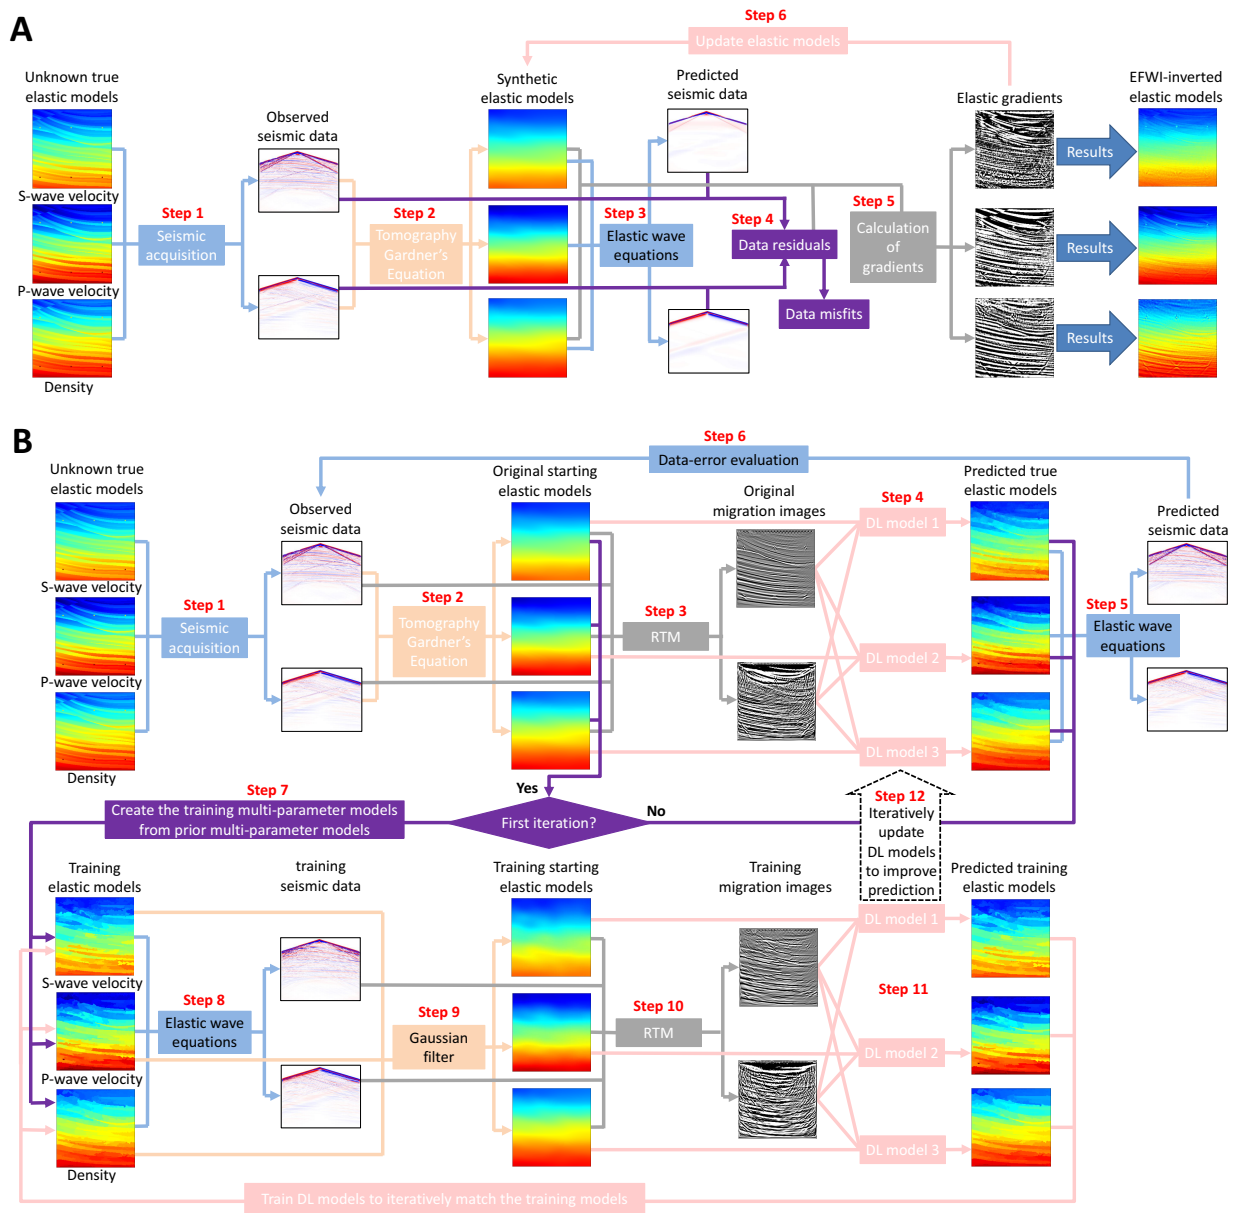 A
Step 6
Update elastic models
Unknown true
elastic models
Observed
seismic data
Synthetic
elastic models
Predicted
seismic data
Elastic gradients
EFWI-inverted
elastic models
S-wave velocity
P-wave velocity
Density
Step 1
Seismic
acquisition
Step 2
Tomography
Gardner's
Equation
Step 3
Elastic wave
equations
Step 4
Data residuals
Data misfits
Step 5
Calculation
of
gradients
Results
Results
Results
B
Step 6
Data-error evaluation
Unknown true
elastic models
Observed
seismic data
Original starting
elastic models
Original
migration images
Step 4
Predicted true
elastic models
Predicted
seismic data
S-wave velocity
P-wave velocity
Density
Step 1
Seismic
acquisition
Step 2
Tomography
Gardner's
Equation
Step 3
RTM
DL model 1
DL model 2
DL model 3
Step 5
Elastic wave
equations
Step 7
Create the training multi-parameter models
from prior multi-parameter models
Yes
First iteration?
No
Step 12
Iteratively
update
DL models
to improve
prediction
Training
elastic models
training
seismic data
Training starting
elastic models
Training
migration images
Predicted training
elastic models
S-wave velocity
P-wave velocity
Density
Step 8
Elastic wave
equations
Step 9
Gaussian
filter
Step 10
RTM
DL model 1
Step 11
DL model 2
DL model 3
Train DL models to iteratively match the training models